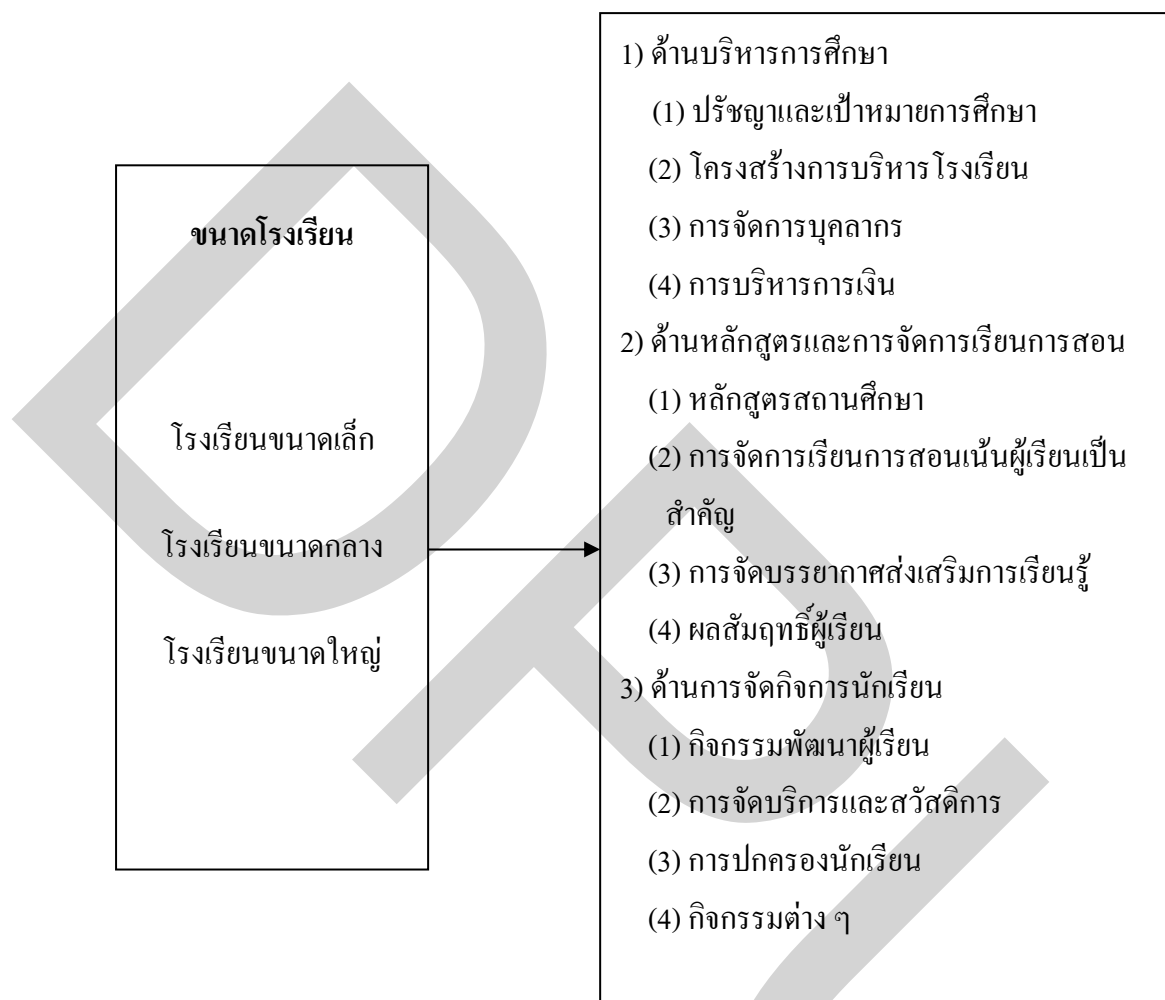 ขนาดโรงเรียน
โรงเรียนขนาดเล็ก
โรงเรียนขนาดกลาง
โรงเรียนขนาดใหญ่
1) ด้านบริหารการศึกษา
(1) ปรัชญาและเป้าหมายการศึกษา
(2) โครงสร้างการบริหารโรงเรียน
(3) การจัดการบุคลากร
(4) การบริหารการเงิน
2) ด้านหลักสูตรและการจัดการเรียนการสอน
(1) หลักสูตรสถานศึกษา
(2) การจัดการเรียนการสอนเน้นผู้เรียนเป็น
สำคัญ
(3) การจัดบรรยากาศส่งเสริมการเรียนรู้
(4) ผลสัมฤทธิ์ผู้เรียน
3) ด้านการจัดกิจการนักเรียน
(1) กิจกรรมพัฒนาผู้เรียน
(2) การจัดบริการและสวัสดิการ
(3) การปกครองนักเรียน
(4) กิจกรรมต่าง ๆ